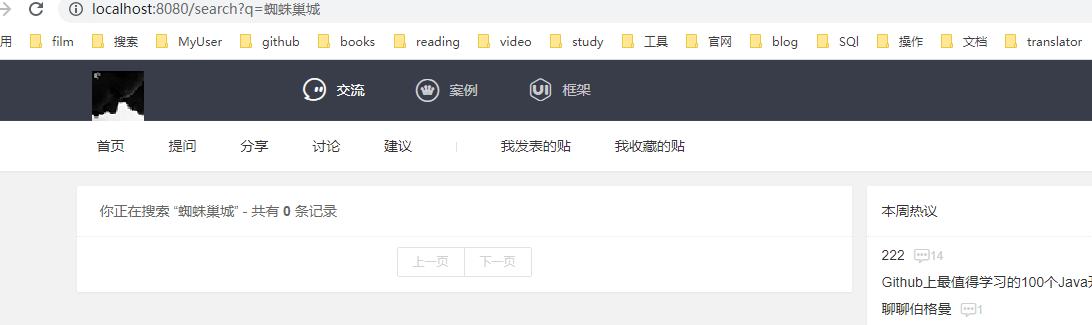 localhost:8080/search?q=蜘蛛巢城
用 film 搜索 MyUser github books reading video study 工具 官网 blog SQl 操作 文档 translator
交流 案例 UI 框架
首页 提问 分享 讨论 建议 我发表的贴 我收藏的贴
你正在搜索 “蜘蛛巢城” - 共有 0 条记录
上一页 下一页
本周热议
222 14
Github上最值得学习的100个Java
聊聊伯格曼 1